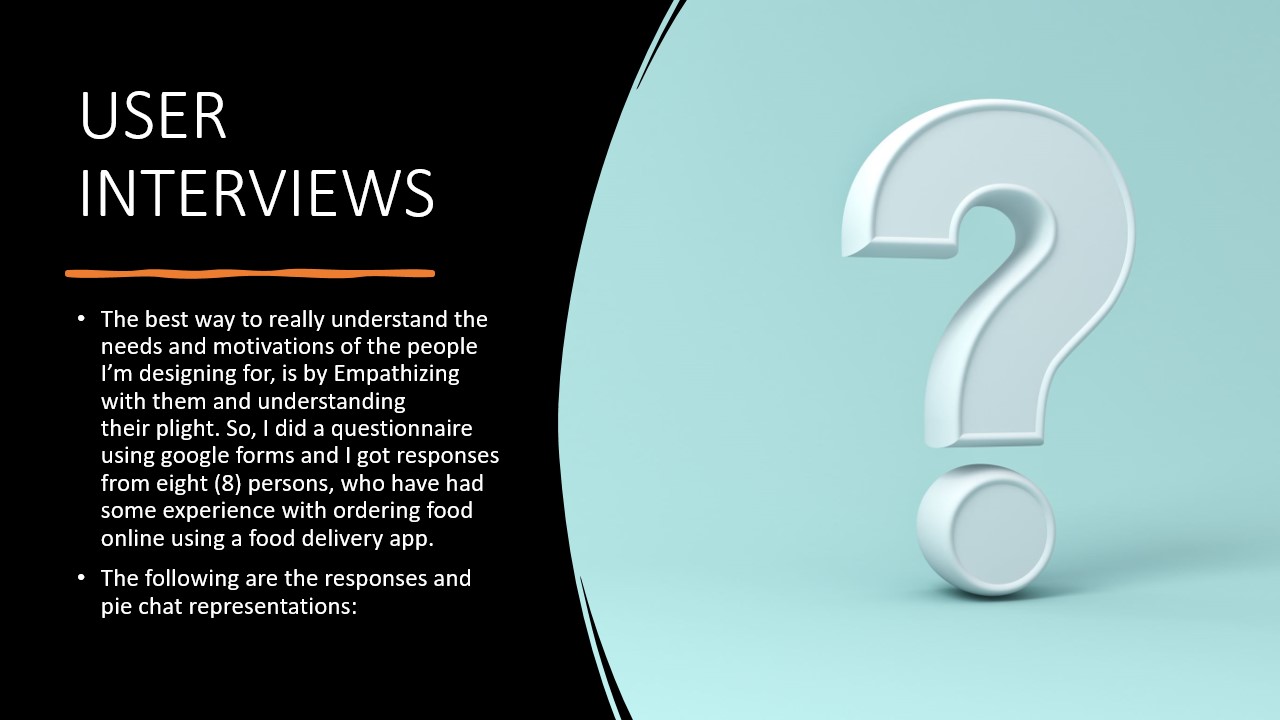 USER
INTERVIEWS
• The best way to really understand the
needs and motivations of the people
I’m designing for, is by Empathizing
with them and understanding
their plight. So, I did a questionnaire
using google forms and I got responses
from eight (8) persons, who have had
some experience with ordering food
online using a food delivery app.
• The following are the responses and
pie chat representations: